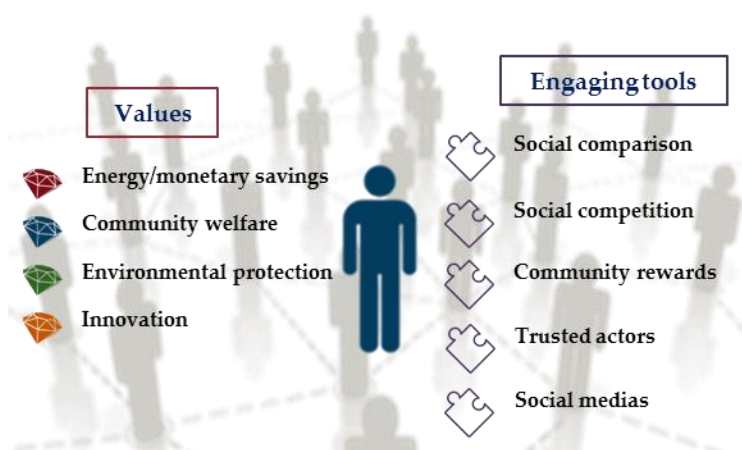 Values
Energy/monetary savings
Community welfare
Environmental protection
Innovation
Engaging tools
Social comparison
Social competition
Community rewards
Trusted actors
Social medias